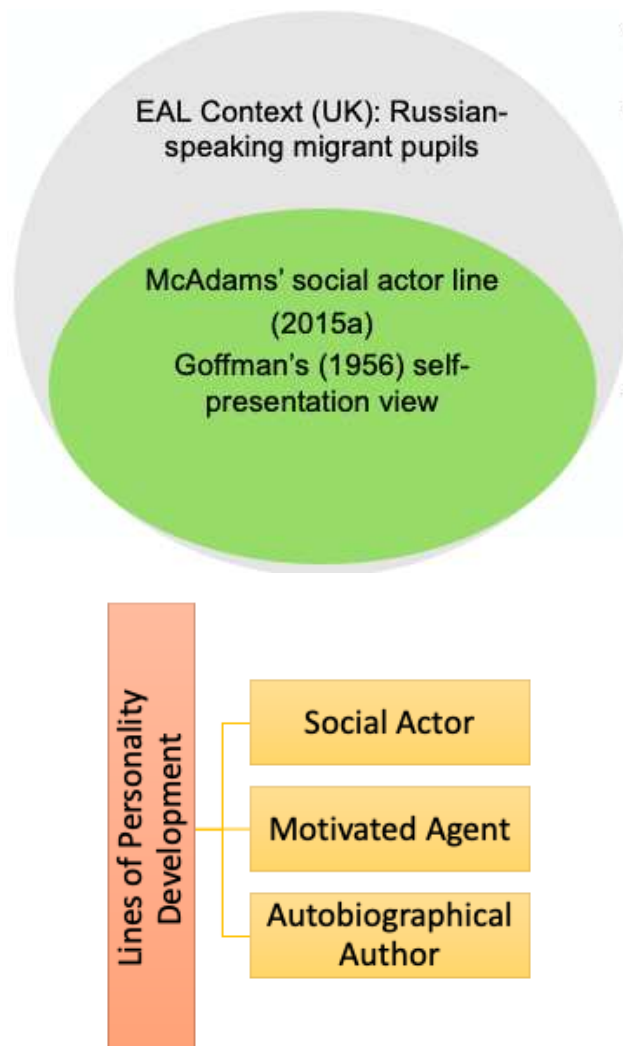 EAL Context (UK): Russian-
speaking migrant pupils
McAdams' social actor line
(2015a)
Goffman's (1956) self-
presentation view
Lines of Personality
Development
Social Actor
Motivated Agent
Autobiographical
Author